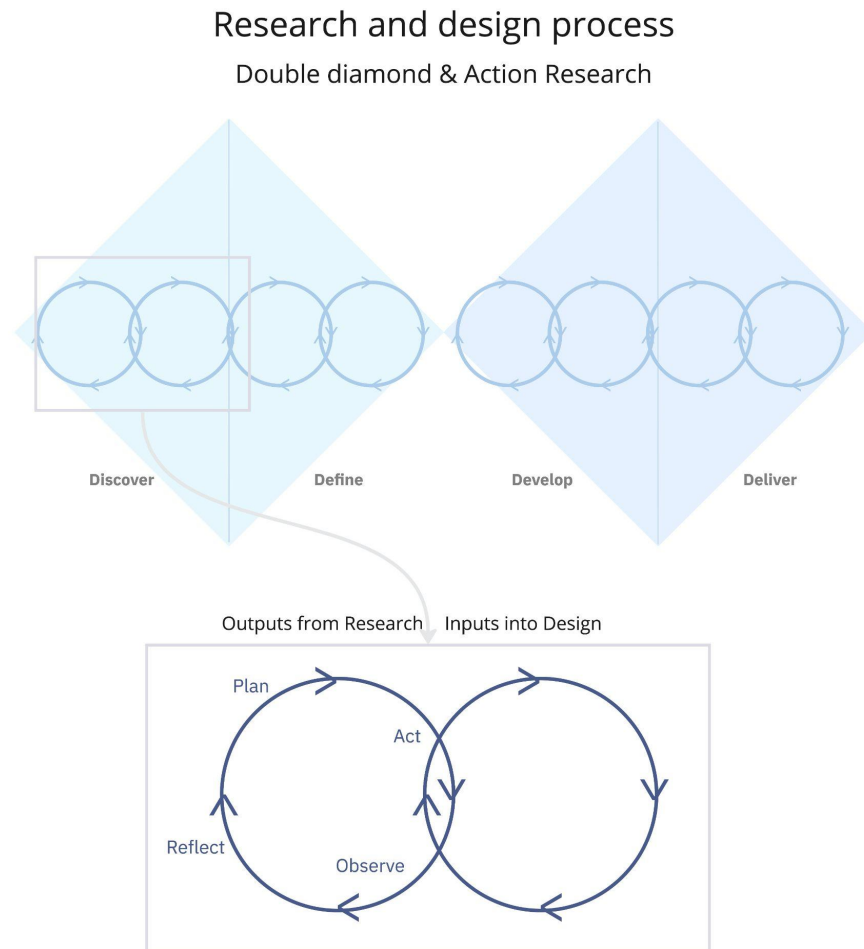 Research and design process
Double diamond & Action Research
Discover
Define
Develop
Deliver
Outputs from Research
Inputs into Design
Plan
Act
Reflect
Observe